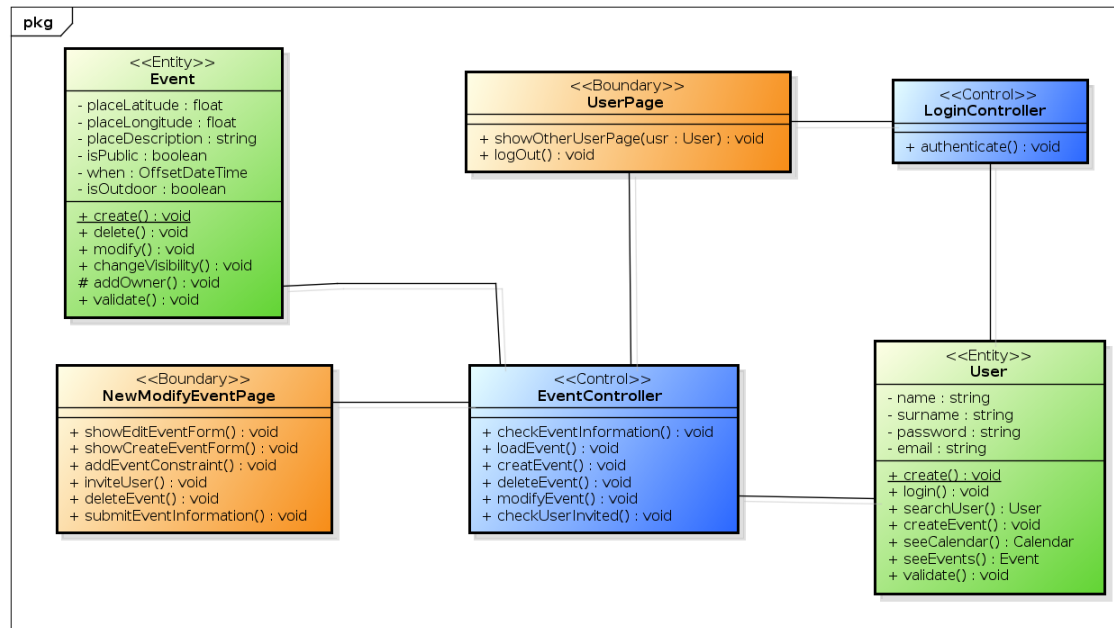 pkg
<<Entity>>
Event
- placeLatitude : float
- placeLongitude : float
- placeDescription : string
- isPublic : boolean
- when : OffsetDateTime
- isOutdoor : boolean
+ create() : void
+ delete() : void
+ modify() : void
+ changeVisibility() : void
# addOwner() : void
+ validate() : void
<<Boundary>>
UserPage
+ showOtherUserPage(usr : User) : void
+ logOut() : void
<<Control>>
LoginController
+ authenticate() : void
<<Boundary>>
NewModifyEventPage
+ showEditEventForm() : void
+ showCreateEventForm() : void
+ addEventConstraint() : void
+ inviteUser() : void
+ deleteEvent() : void
+ submitEventInformation() : void
<<Control>>
EventController
+ checkEventInformation() : void
+ loadEvent() : void
+ creatEvent() : void
+ deleteEvent() : void
+ modifyEvent() : void
+ checkUserInvited() : void
<<Entity>>
User
- name : string
- surname : string
- password : string
- email : string
+ create() : void
+ login() : void
+ searchUser() : User
+ createEvent() : void
+ seeCalendar() : Calendar
+ seeEvents() : Event
+ validate() : void